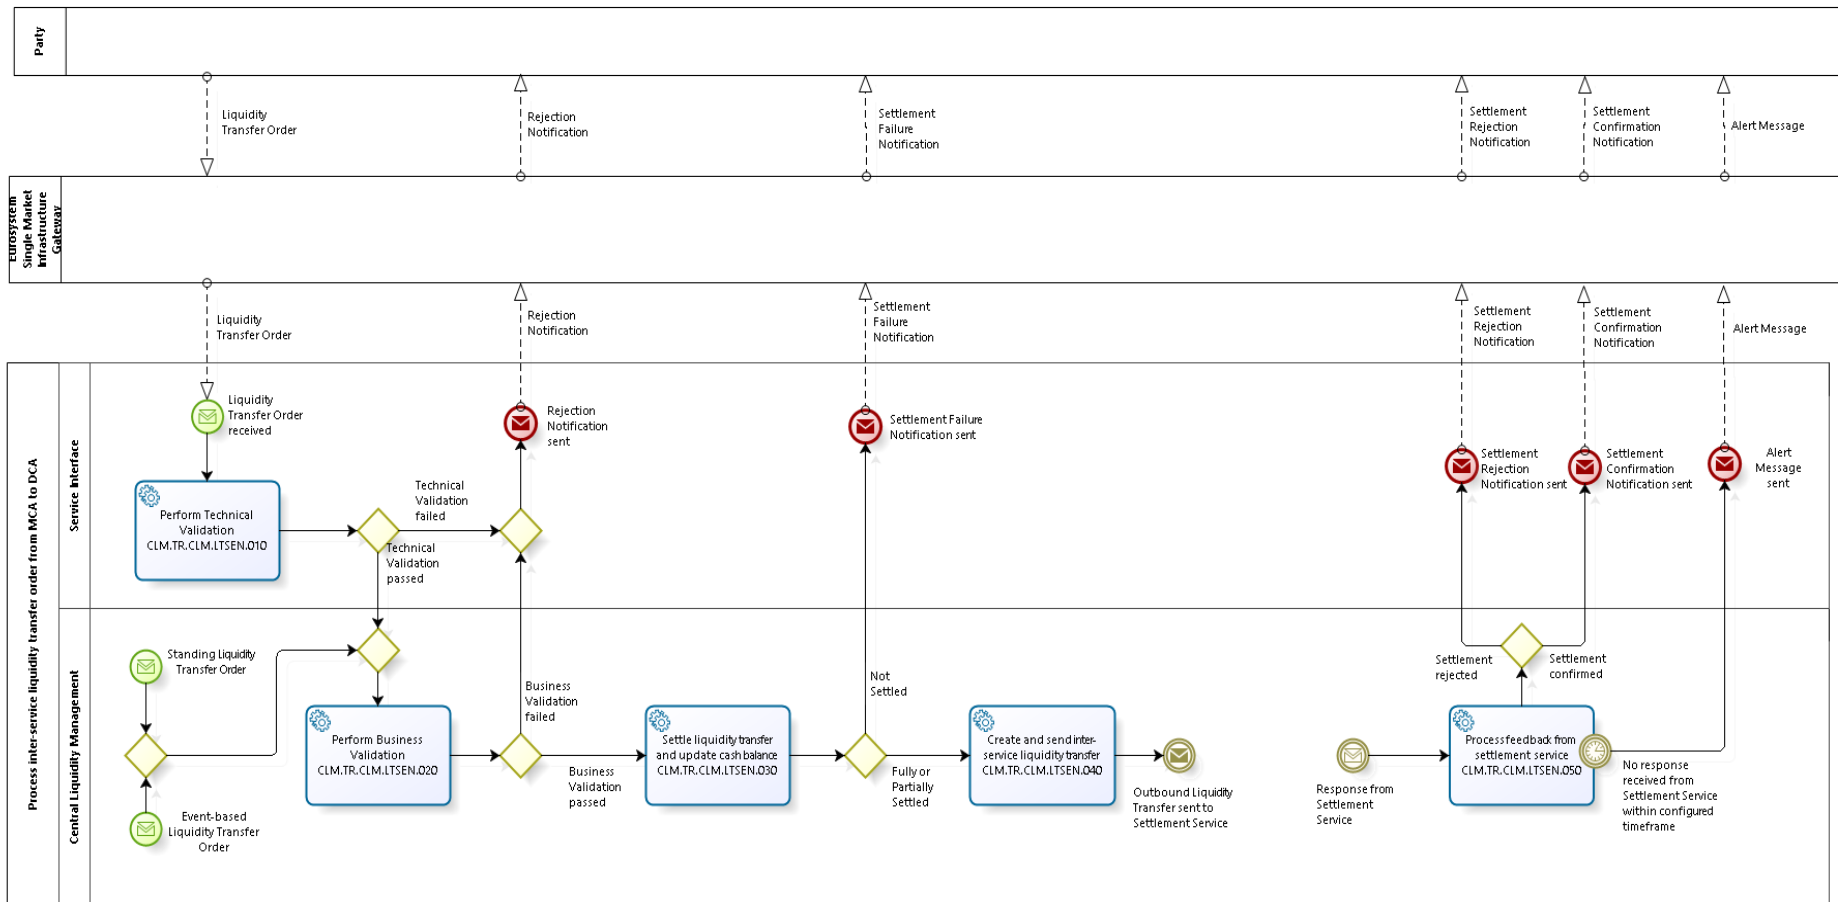 Party
Liquidity
Transfer Order
Rejection
Notification
Settlement
Failure
Notification
Settlement
Rejection
Notification
Settlement
Confirmation
Notification
Alert Message
Eurosystem
Single Market
Infrastructure
Gateway
Liquidity
Transfer Order
Rejection
Notification
Settlement
Failure
Notification
Settlement
Rejection
Notification
Settlement
Confirmation
Notification
Alert Message
Process inter-service liquidity transfer order from MCA to DCA
Service Interface
Liquidity
Transfer Order
received
Rejection
Notification
sent
Settlement Failure
Notification sent
Settlement
Rejection
Notification sent
Settlement
Confirmation
Notification sent
Alert
Message
sent
Perform Technical
Validation
CLM.TR.CLM.LTSEN.010
Technical
Validation
failed
Technical
Validation
passed
Central Liquidity Management
Standing Liquidity
Transfer Order
Event-based
Liquidity Transfer
Order
Perform Business
Validation
CLM.TR.CLM.LTSEN.020
Business
Validation
failed
Business
Validation
passed
Settle liquidity transfer
and update cash balance
CLM.TR.CLM.LTSEN.030
Not
Settled
Fully or
Partially
Settled
Create and send inter-
service liquidity transfer
CLM.TR.CLM.LTSEN.040
Outbound Liquidity
Transfer sent to
Settlement Service
Response from
Settlement
Service
Settlement
rejected
Settlement
confirmed
Process feedback from
settlement service
CLM.TR.CLM.LTSEN.050
No response
received from
Settlement Service
within configured
timeframe